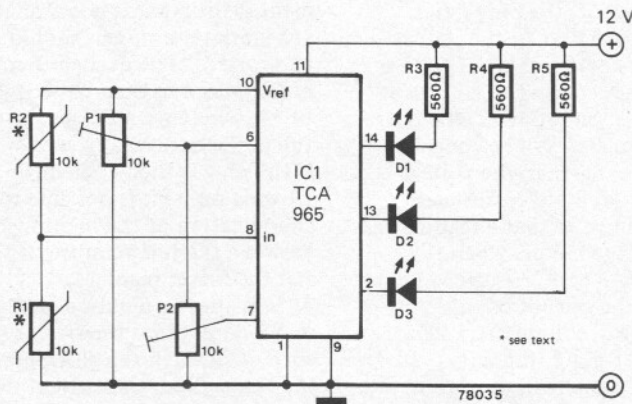 12 V
+
11
R3
560Ω
R4
560Ω
R5
560Ω
10
Vref
R2
*
10k
P1
10k
6
14
D1
IC1
TCA
965
8
in
13
D2
R1
*
10k
P2
10k
7
2
D3
* see text
1
9
0
78035